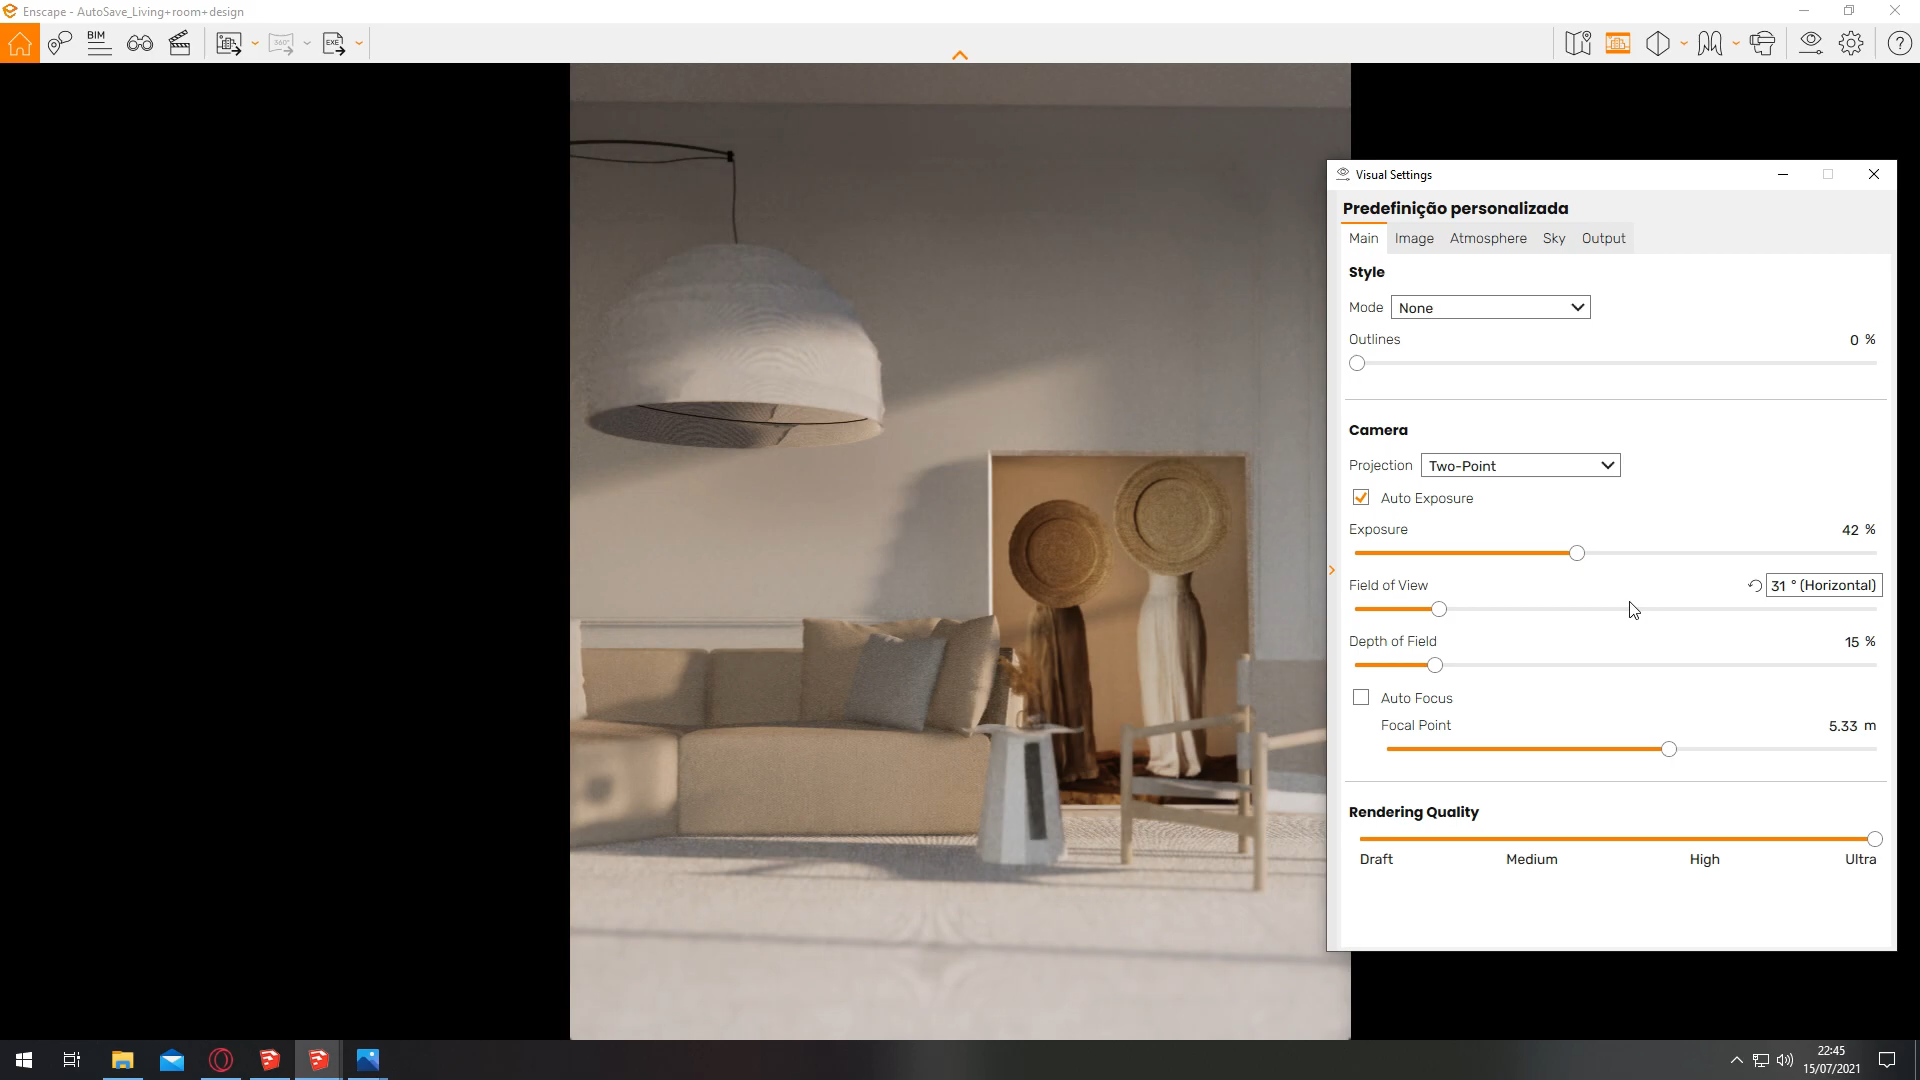 Enscape - AutoSave_Living+room+design
BIM
360°
EXE
?
Visual Settings
Predefinição personalizada
Main Image Atmosphere Sky Output
Style
Mode None
Outlines 0 %
Camera
Projection Two-Point
Auto Exposure
Exposure 42 %
Field of View 31 ° (Horizontal)
Depth of Field 15 %
Auto Focus
Focal Point 5.33 m
Rendering Quality
Draft Medium High Ultra
22:45
15/07/2021